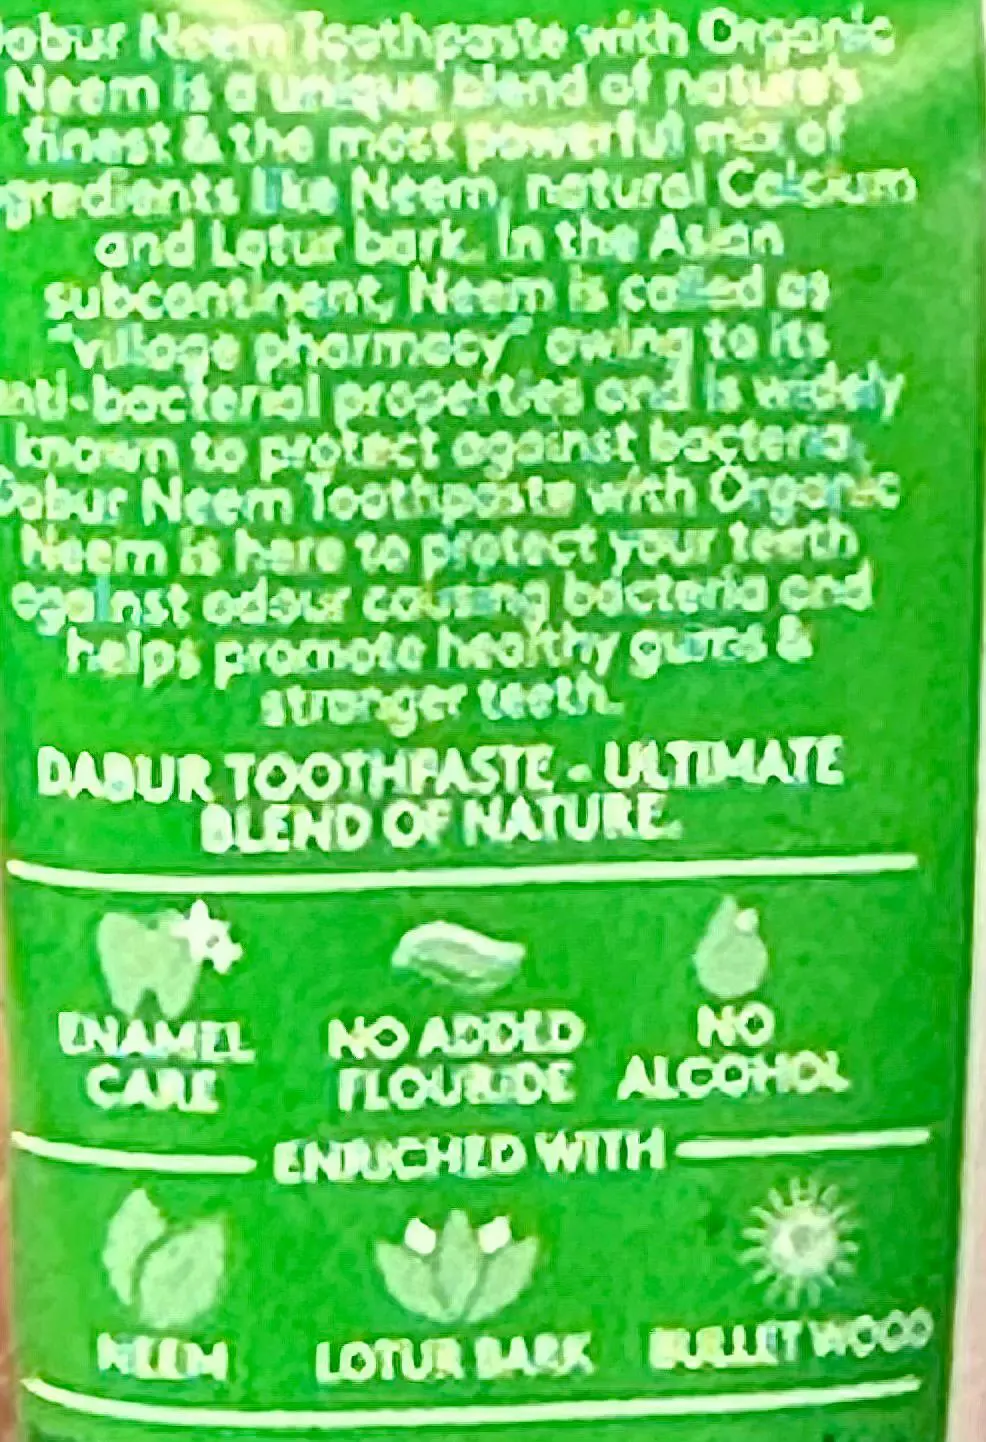 Dabur Neem Toothpaste with Organic
Neem is a unique blend of nature's
finest & the most powerful mix of
gredients like Neem, natural Calcium
and Lotur bark. In the Asian
subcontinent, Neem is called as
"village pharmacy" owing to its
anti-bacterial properties and is widely
known to protect against bacteria.
Dabur Neem Toothpaste with Organic
Neem is here to protect your teeth
against odour causing bacteria and
helps promote healthy gums &
stronger teeth.
DABUR TOOTHPASTE - ULTIMATE
BLEND OF NATURE.
ENAMEL
CARE
NO ADDED
FLOURIDE
NO
ALCOHOL
ENRICHED WITH
NEEM
LOTUR BARK
BULLET WOOD